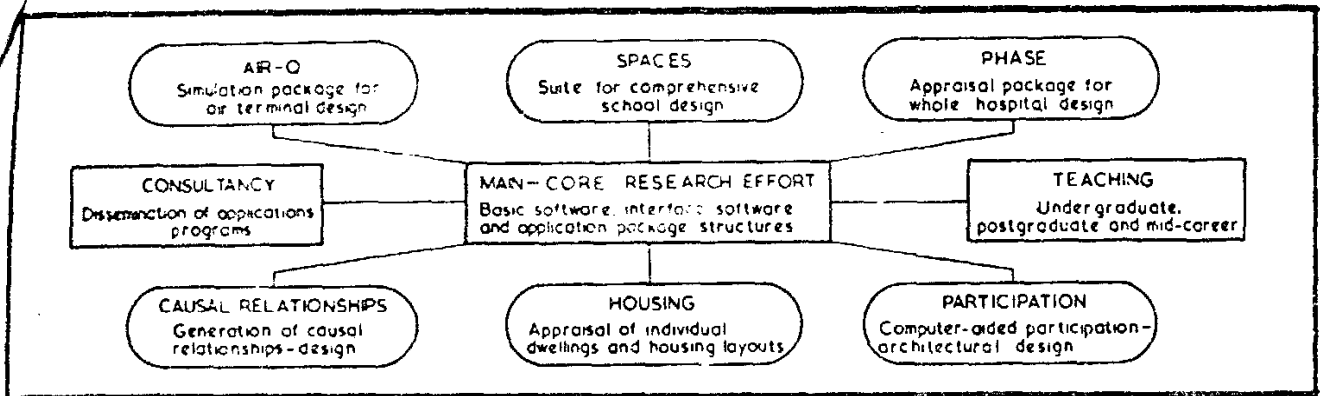 AIR-Q
Simulation package for
air terminal design
SPACES
Suite for comprehensive
school design
PHASE
Appraisal package for
whole hospital design
CONSULTANCY
Dissemination of applications
programs
MAIN-CORE RESEARCH EFFORT
Basic software, interface software
and application package structures
TEACHING
Undergraduate,
postgraduate and mid-career
CAUSAL RELATIONSHIPS
Generation of causal
relationships-design
HOUSING
Appraisal of individual
dwellings and housing layouts
PARTICIPATION
Computer-aided participation-
architectural design